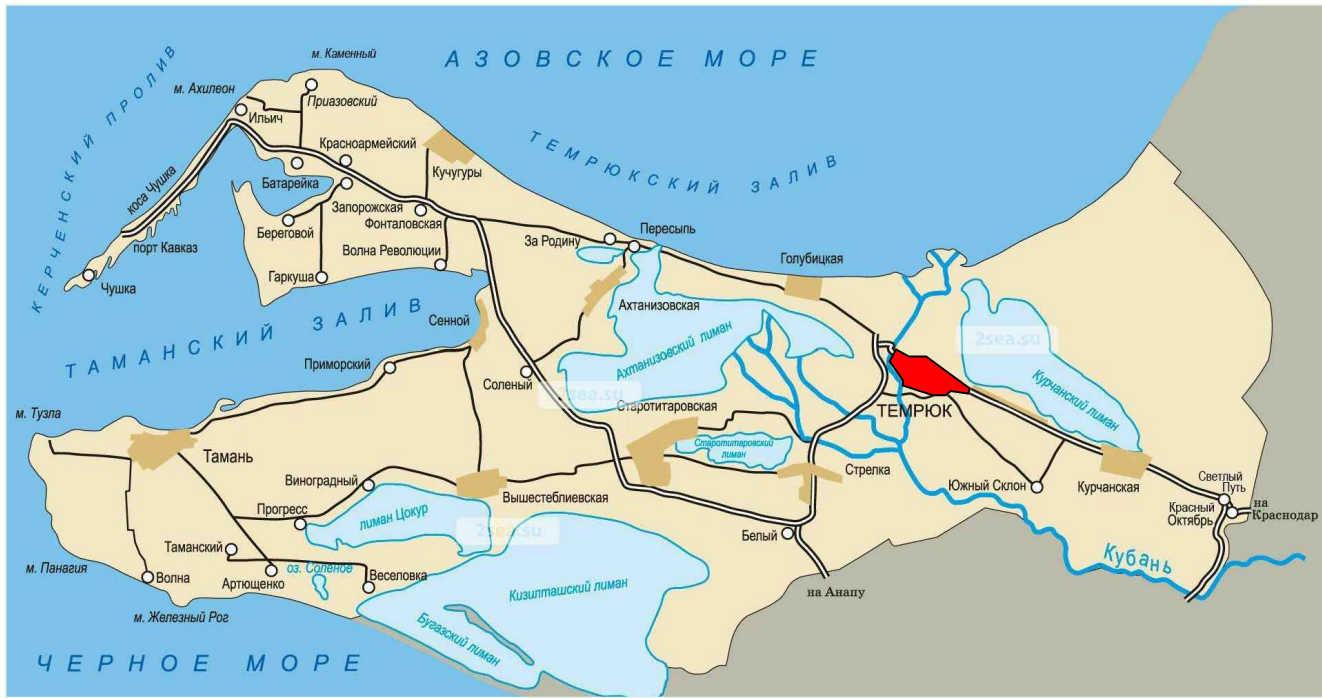 АЗОВСКОЕ МОРЕ
м. Каменный
КЕРЧЕНСКИЙ ПРОЛИВ
м. Ахилеон
Приазовский
Ильич
ТЕМРЮКСКИЙ ЗАЛИВ
Красноармейский
Кучугуры
коса Чушка
Батарейка
Запорожская
Фонталовская
Береговой
За Родину
Пересыпь
порт Кавказ
Волна Революции
Голубицкая
Чушка
Гаркуша
Ахтанизовская
ТАМАНСКИЙ ЗАЛИВ
Сенной
2sea.su
Ахтанизовский лиман
Курчанский лиман
Приморский
Соленый
2sea.su
м. Тузла
Старотитаровская
ТЕМРЮК
Тамань
Старотитаровский
лиман
Виноградный
Стрелка
Светлый
Путь
Вышестеблиевская
Южный Склон
Курчанская
Прогресс
лиман Цокур
2sea.su
Красный
Октябрь
на
Краснодар
Белый
Таманский
Кубань
м. Панагия
Волна
Артющенко
оз. Соленое
Веселовка
Кизилташский лиман
на Анапу
м. Железный Рог
Бугазский лиман
ЧЕРНОЕ МОРЕ